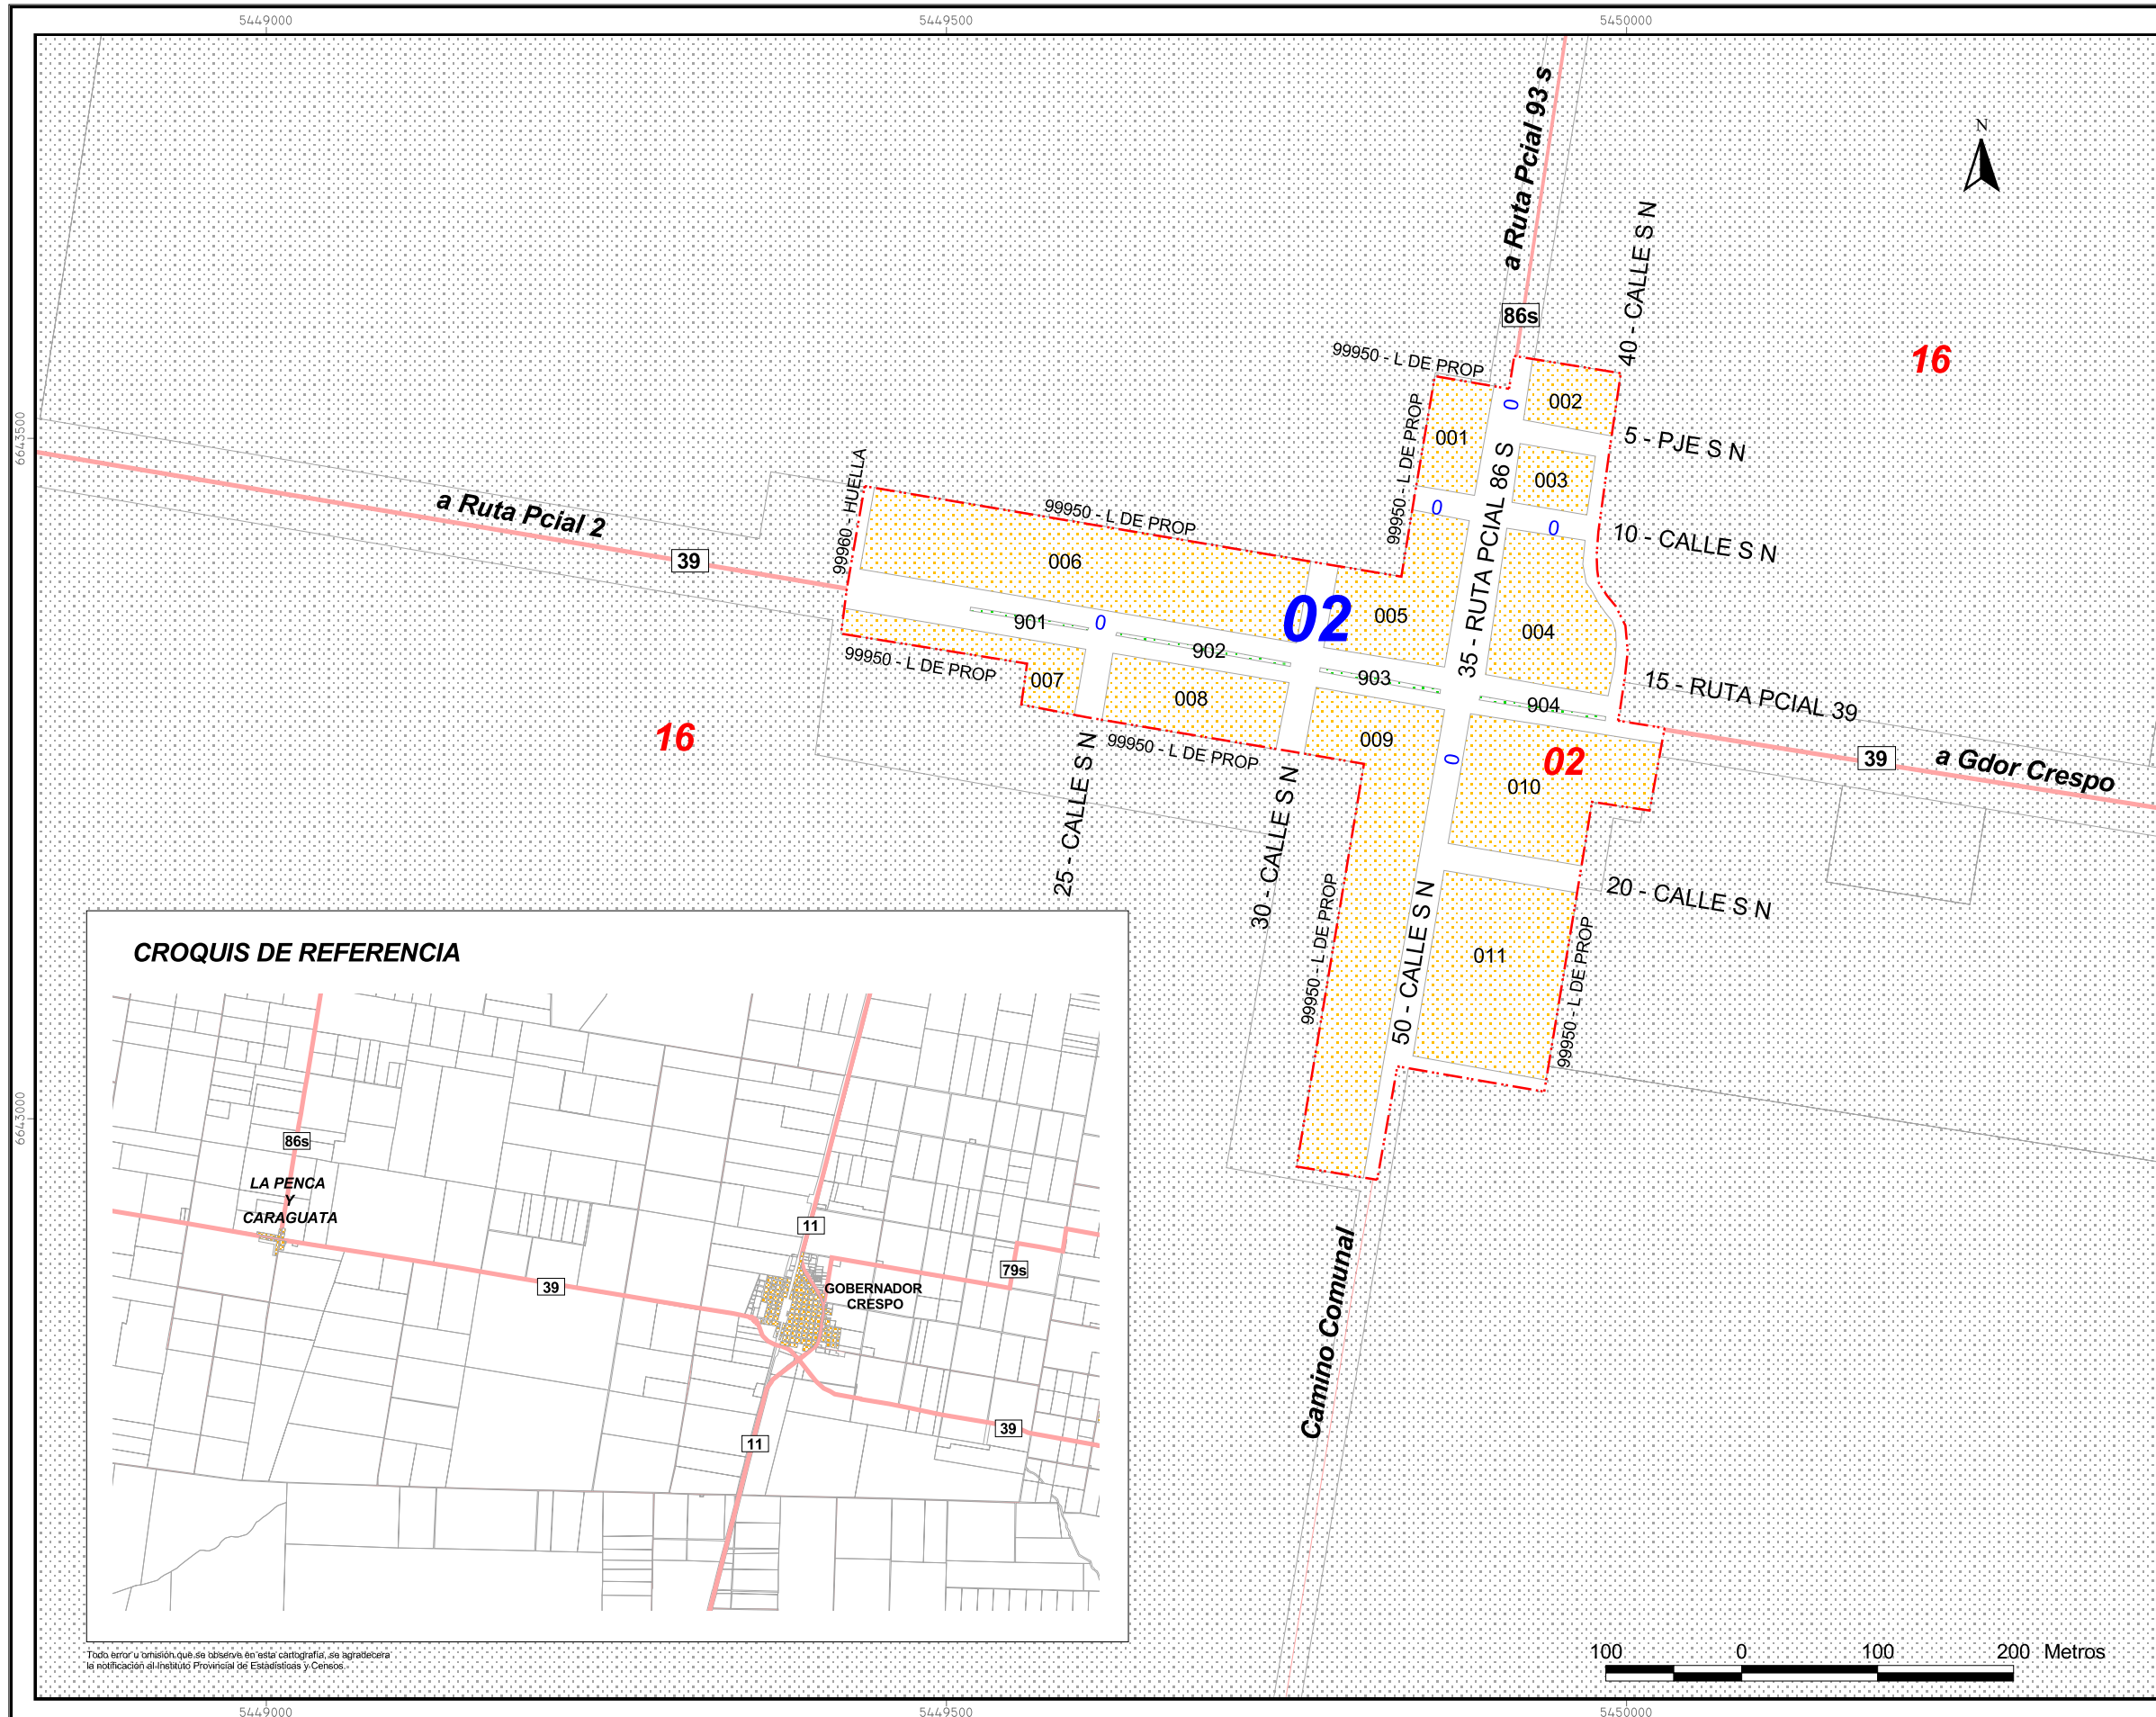 5449000
5449500
5450000
a Ruta Pcial 93 s
N
40 - CALLE S N
86s
99950 - L DE PROP
16
002
0
001
99950 - L DE PROP
5 - PJE S N
6643500
003
35 - RUTA PCIAL 86 S
99960 - HUELLA
a Ruta Pcial 2
99950 - L DE PROP
0
0
10 - CALLE S N
39
006
02
005
004
901
0
902
99950 - L DE PROP
007
008
903
904
15 - RUTA PCIAL 39
16
99950 - L DE PROP
009
0
02
010
39
a Gdor Crespo
25 - CALLE S N
30 - CALLE S N
99950 - L DE PROP
50 - CALLE S N
20 - CALLE S N
011
99950 - L DE PROP
6643000
Camino Comunal
CROQUIS DE REFERENCIA
86s
LA PENCA
Y
CARAGUATA
11
79s
39
GOBERNADOR
CRESPO
39
11
Todo error u omisión que se observe en esta cartografía, se agradecera
la notificación al Instituto Provincial de Estadísticas y Censos.
100 0 100 200 Metros
5449000
5449500
5450000